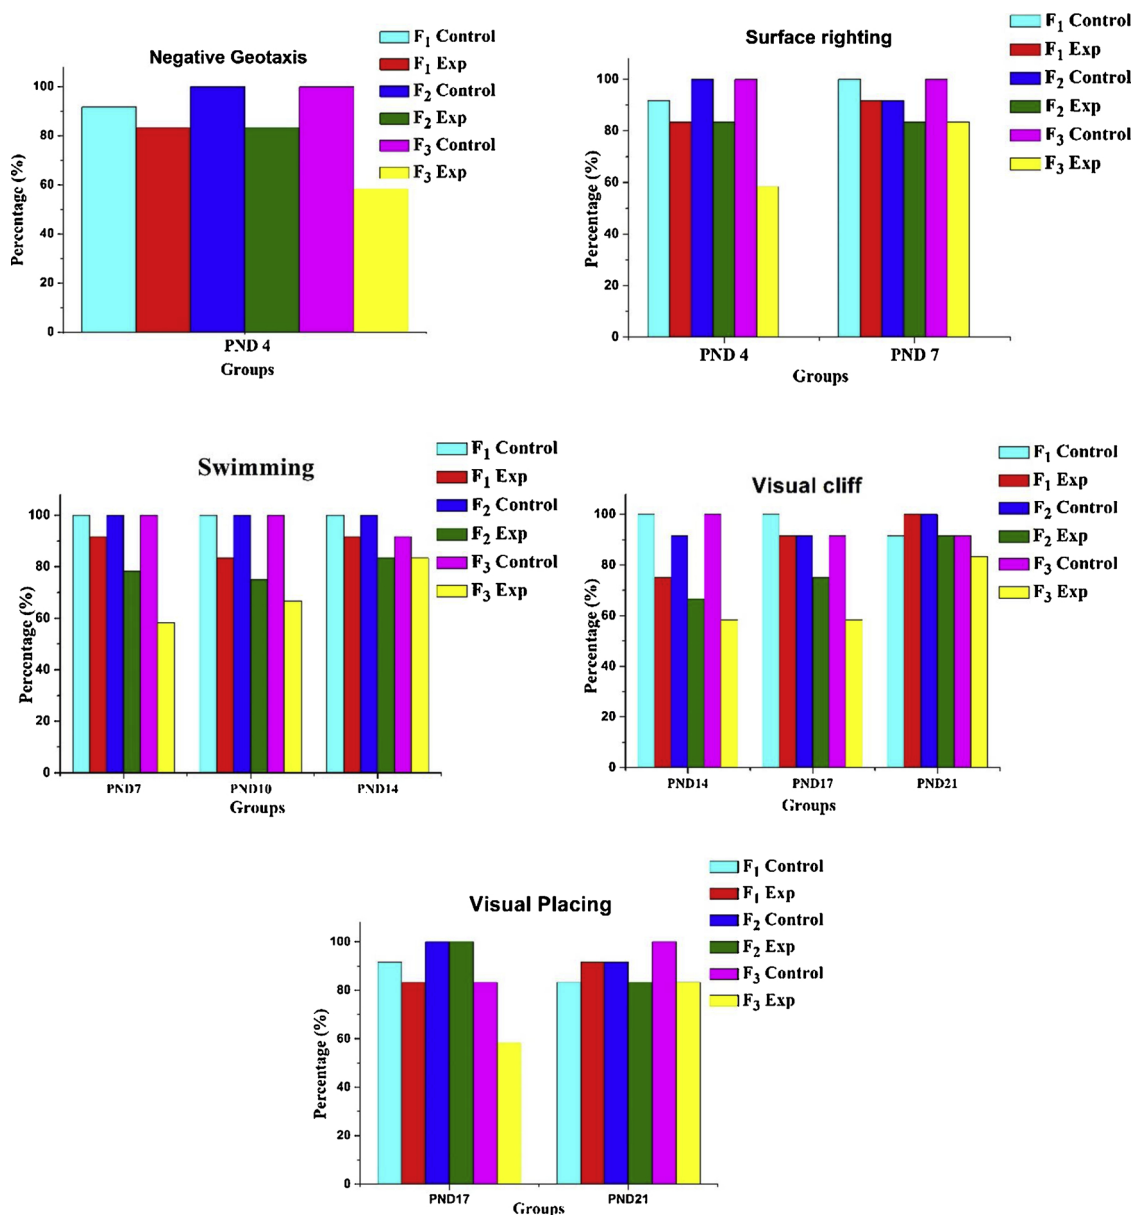 Negative Geotaxis
F1 Control
F1 Exp
F2 Control
F2 Exp
F3 Control
F3 Exp
Percentage (%)
100
80
60
40
20
0
PND 4
Groups
Surface righting
F1 Control
F1 Exp
F2 Control
F2 Exp
F3 Control
F3 Exp
Percentage (%)
100
80
60
40
20
0
PND 4 PND 7
Groups
Swimming
F1 Control
F1 Exp
F2 Control
F2 Exp
F3 Control
F3 Exp
Percentage (%)
100
80
60
40
20
0
PND7 PND10 PND14
Groups
Visual cliff
F1 Control
F1 Exp
F2 Control
F2 Exp
F3 Control
F3 Exp
Percentage (%)
100
80
60
40
20
0
PND14 PND17 PND21
Groups
Visual Placing
F1 Control
F1 Exp
F2 Control
F2 Exp
F3 Control
F3 Exp
Percentage (%)
100
80
60
40
20
0
PND17 PND21
Groups